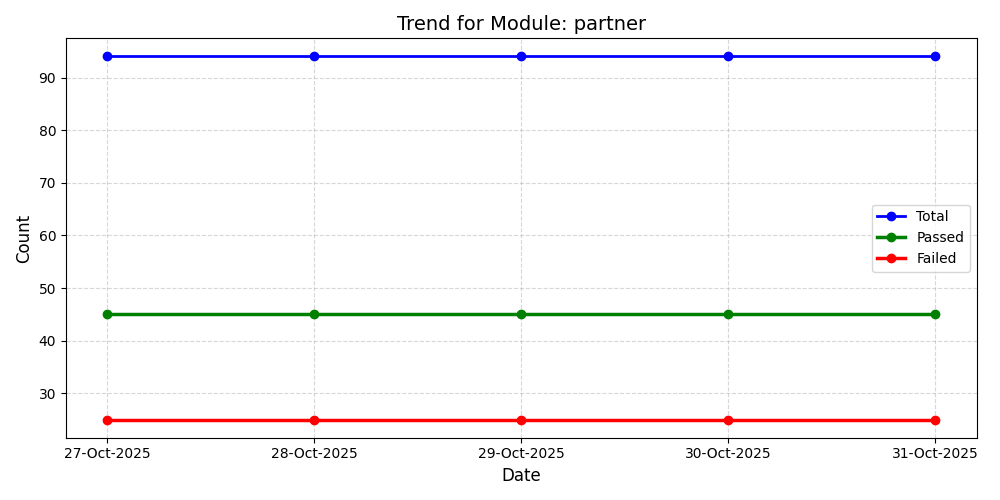 Trend for Module: partner
Count
90
80
70
60
50
40
30
Total
Passed
Failed
27-Oct-2025
28-Oct-2025
29-Oct-2025
30-Oct-2025
31-Oct-2025
Date